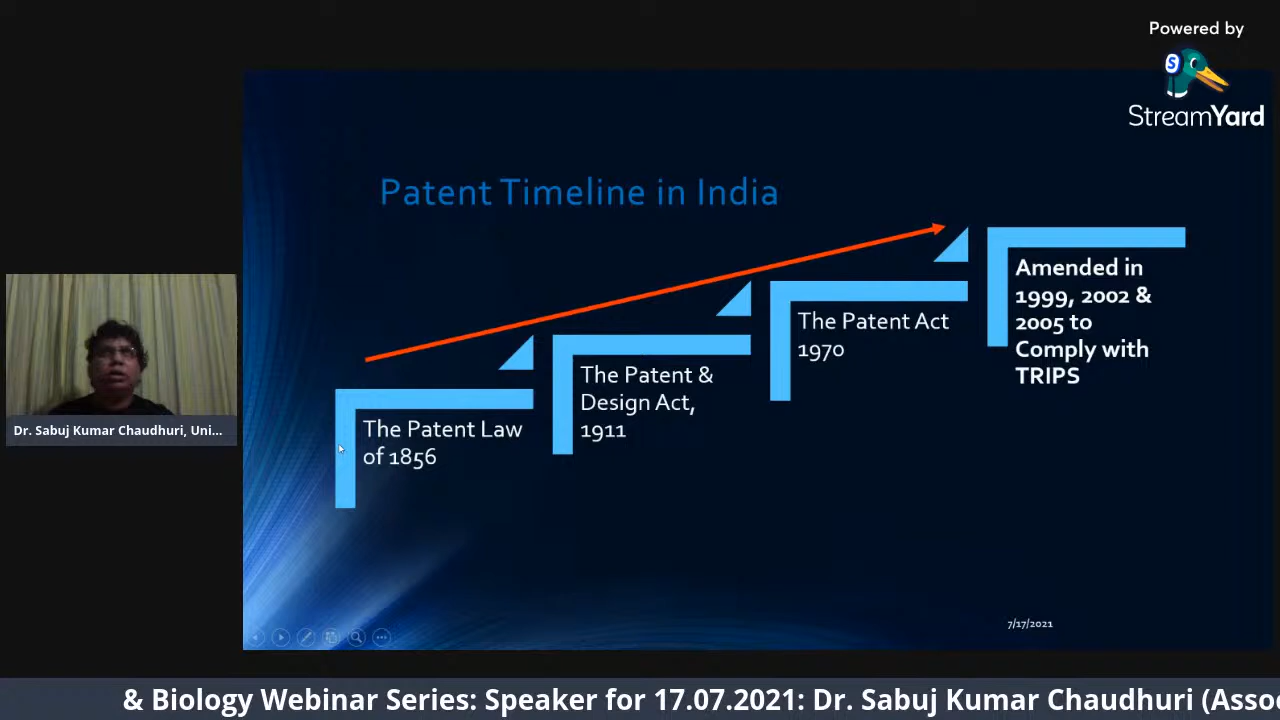 Powered by
S
StreamYard
Patent Timeline in India
Amended in
1999, 2002 &
2005 to
Comply with
TRIPS
The Patent Act
1970
The Patent &
Design Act,
1911
The Patent Law
of 1856
Dr. Sabuj Kumar Chaudhuri, Uni...
7/17/2021
& Biology Webinar Series: Speaker for 17.07.2021: Dr. Sabuj Kumar Chaudhuri (Asso